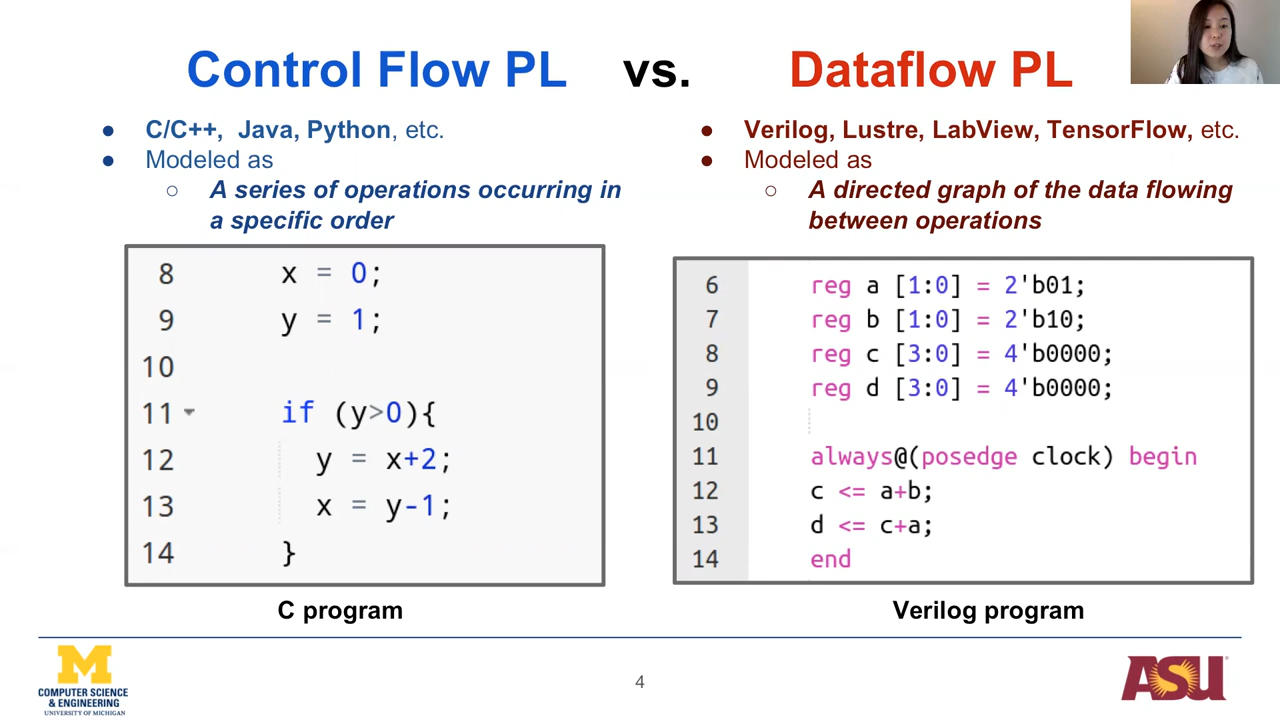 Control Flow PL vs. Dataflow PL
● C/C++, Java, Python, etc.
● Modeled as
○ A series of operations occurring in
a specific order
8 x = 0;
9 y = 1;
10
11 if (y>0){
12 y = x+2;
13 x = y-1;
14 }
C program
● Verilog, Lustre, LabView, TensorFlow, etc.
● Modeled as
○ A directed graph of the data flowing
between operations
6 reg a [1:0] = 2'b01;
7 reg b [1:0] = 2'b10;
8 reg c [3:0] = 4'b0000;
9 reg d [3:0] = 4'b0000;
10
11 always@(posedge clock) begin
12 c <= a+b;
13 d <= c+a;
14 end
Verilog program
M
COMPUTER SCIENCE
& ENGINEERING
UNIVERSITY OF MICHIGAN
4
ASU